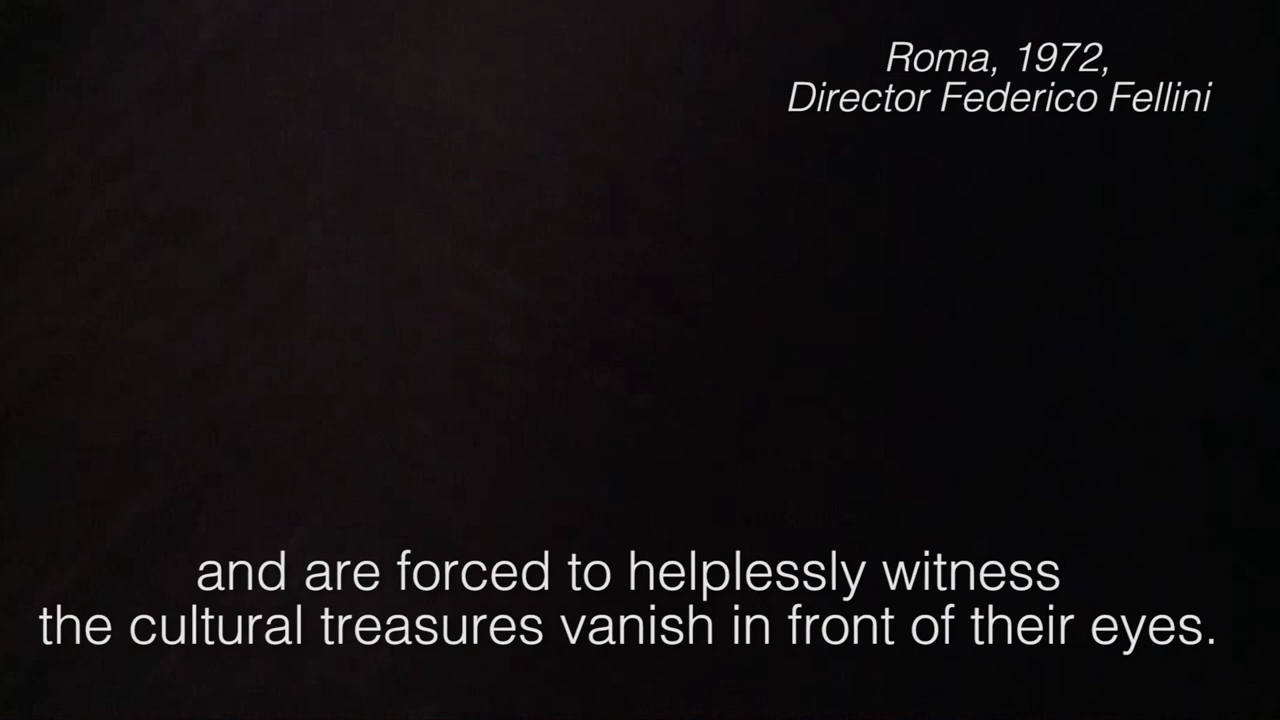 Roma, 1972,
Director Federico Fellini
and are forced to helplessly witness
the cultural treasures vanish in front of their eyes.